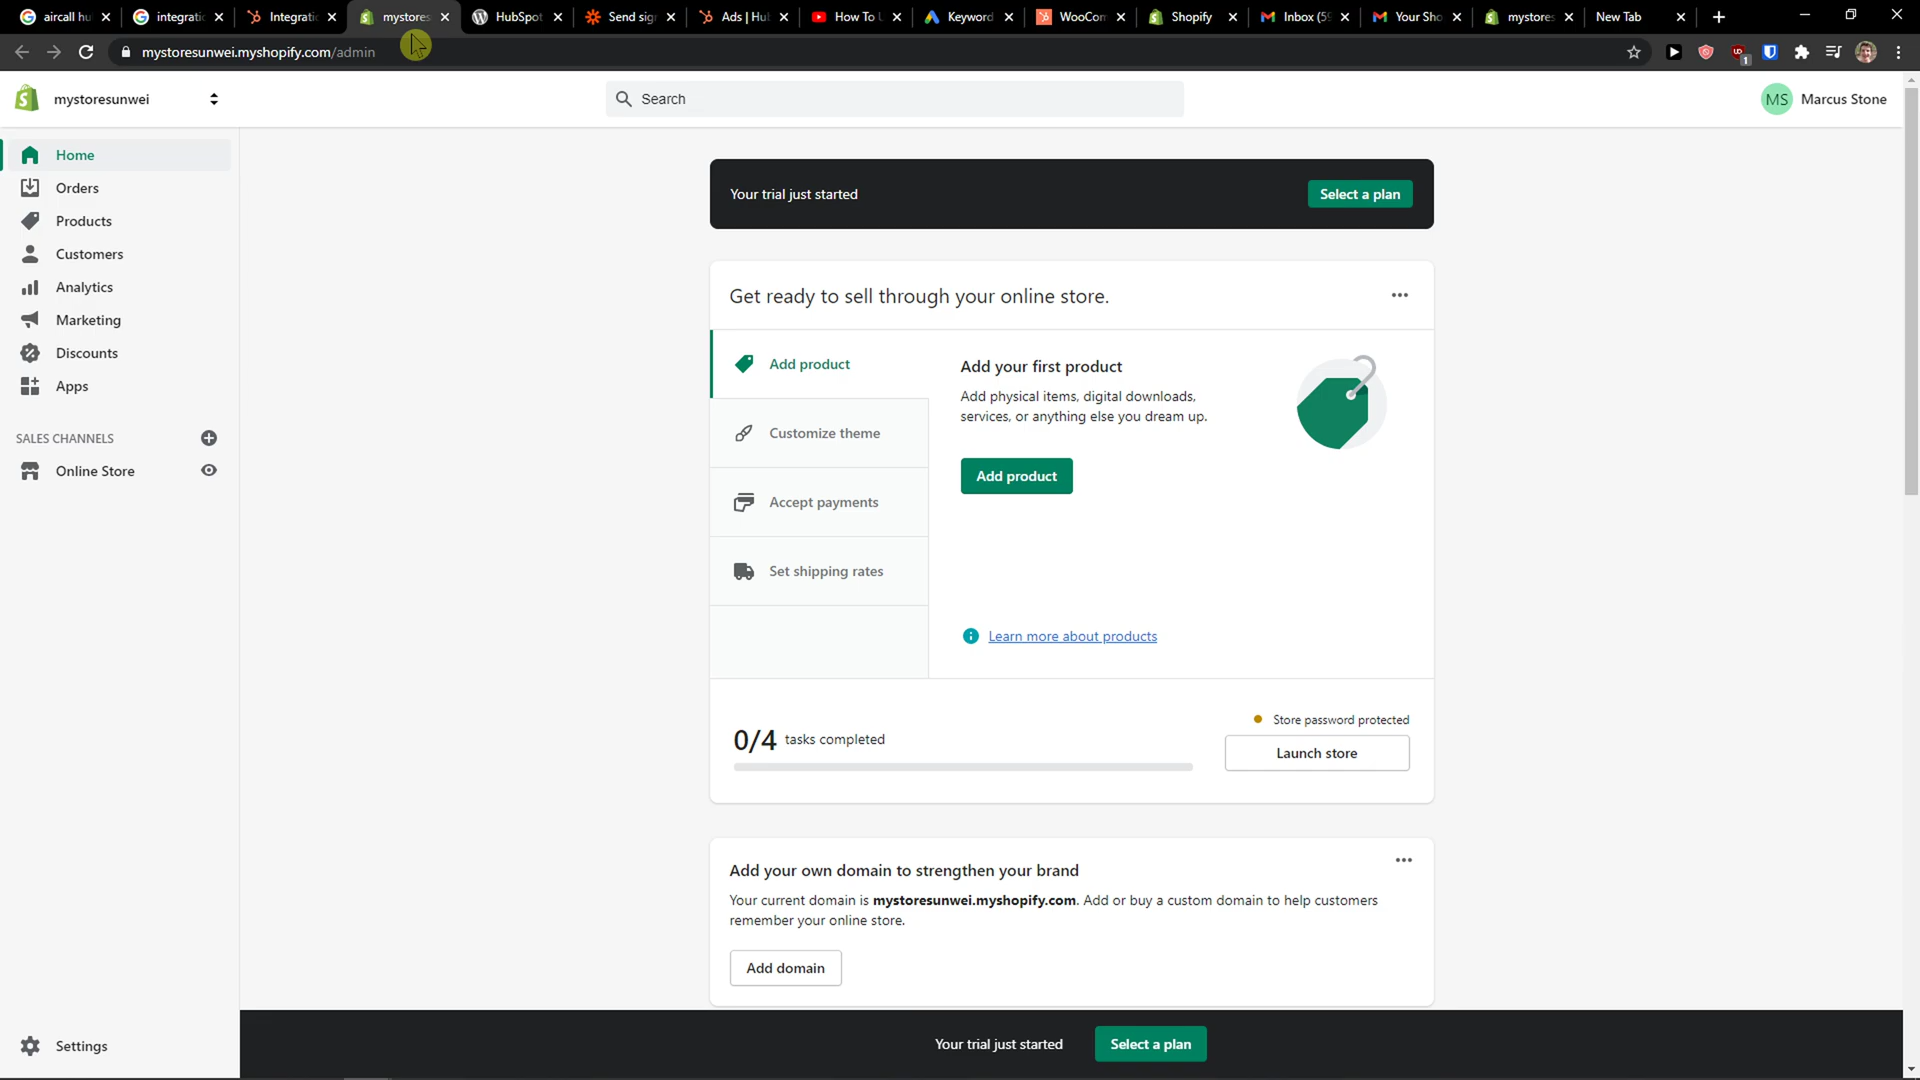 aircall hu
integratic
Integratic
mystores
HubSpot
Send sig
Ads | Hu
How To U
Keyword
WooCom
Shopify
Inbox (59
Your Sho
mystores
New Tab
mystoresunwei.myshopify.com/admin
1
mystoresunwei
Search
MS
Marcus Stone
Home
Orders
Products
Customers
Analytics
Marketing
Discounts
Apps
SALES CHANNELS
Online Store
Settings
Your trial just started
Select a plan
Get ready to sell through your online store.
Add product
Customize theme
Accept payments
Set shipping rates
Add your first product
Add physical items, digital downloads,
services, or anything else you dream up.
Add product
Learn more about products
0/4 tasks completed
Store password protected
Launch store
Add your own domain to strengthen your brand
Your current domain is mystoresunwei.myshopify.com. Add or buy a custom domain to help customers
remember your online store.
Add domain
Your trial just started
Select a plan